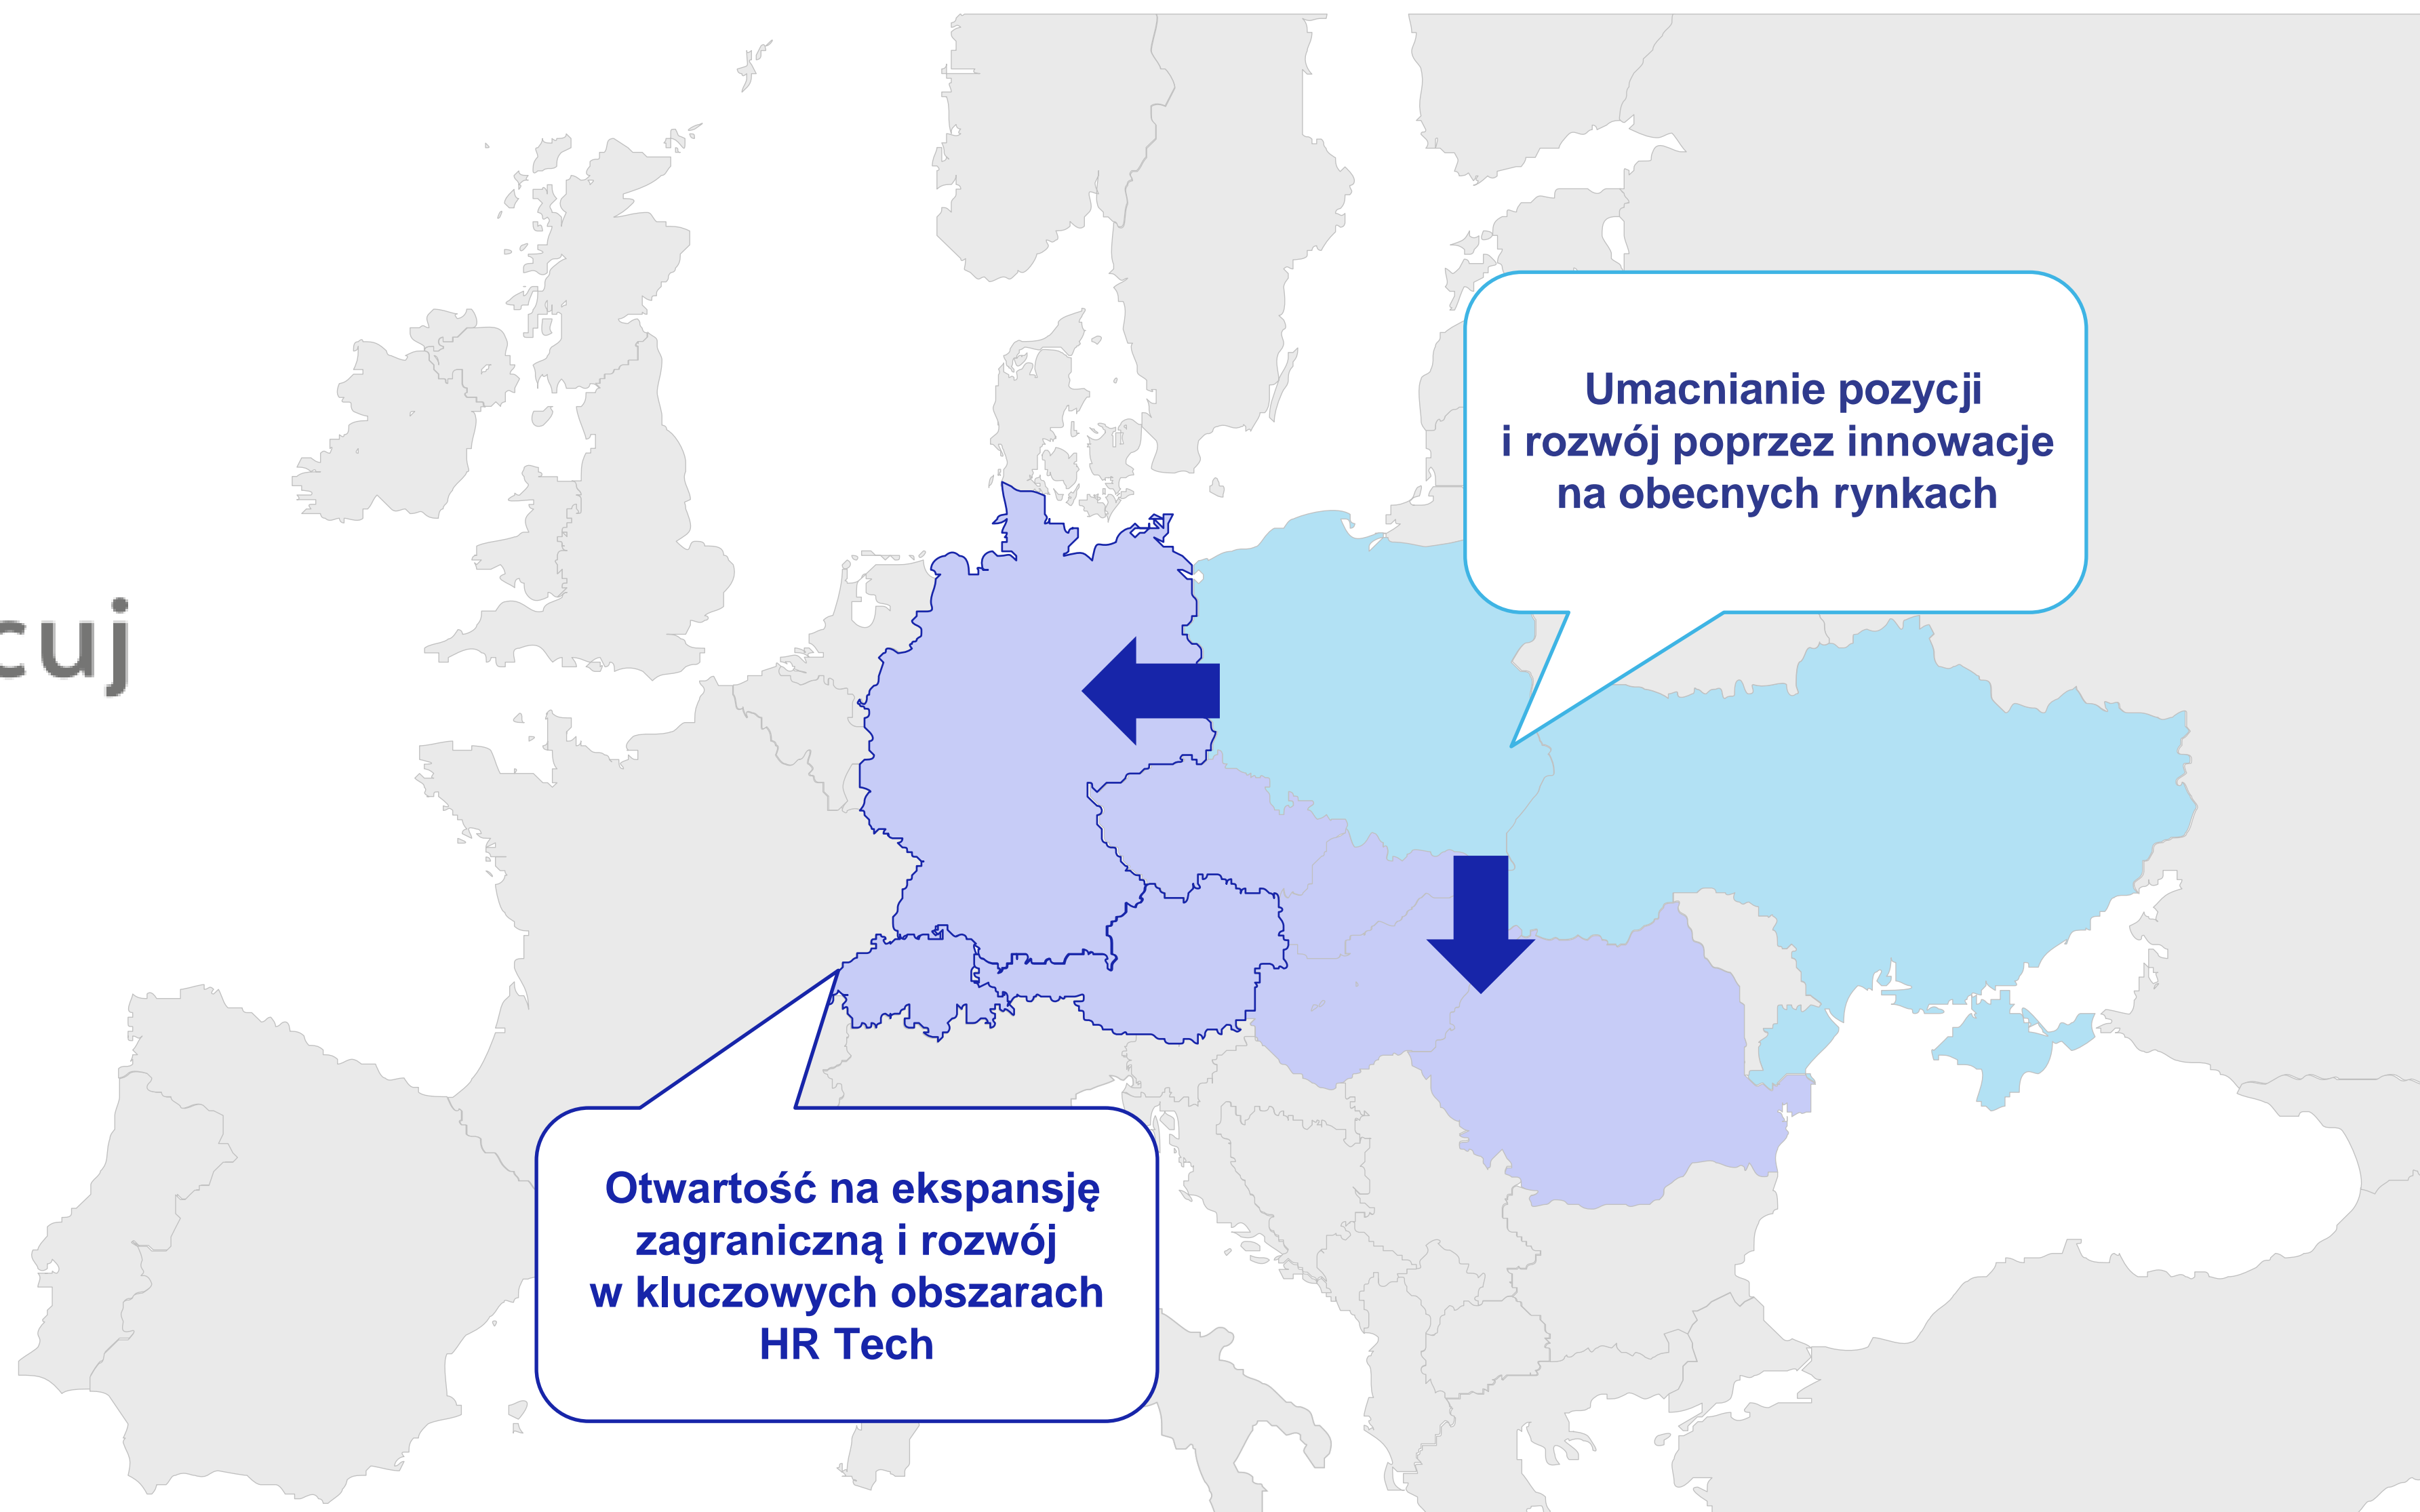 cuj
Umacnianie pozycji
i rozwój poprzez innowacje
na obecnych rynkach
Otwartość na ekspansję
zagraniczną i rozwój
w kluczowych obszarach
HR Tech